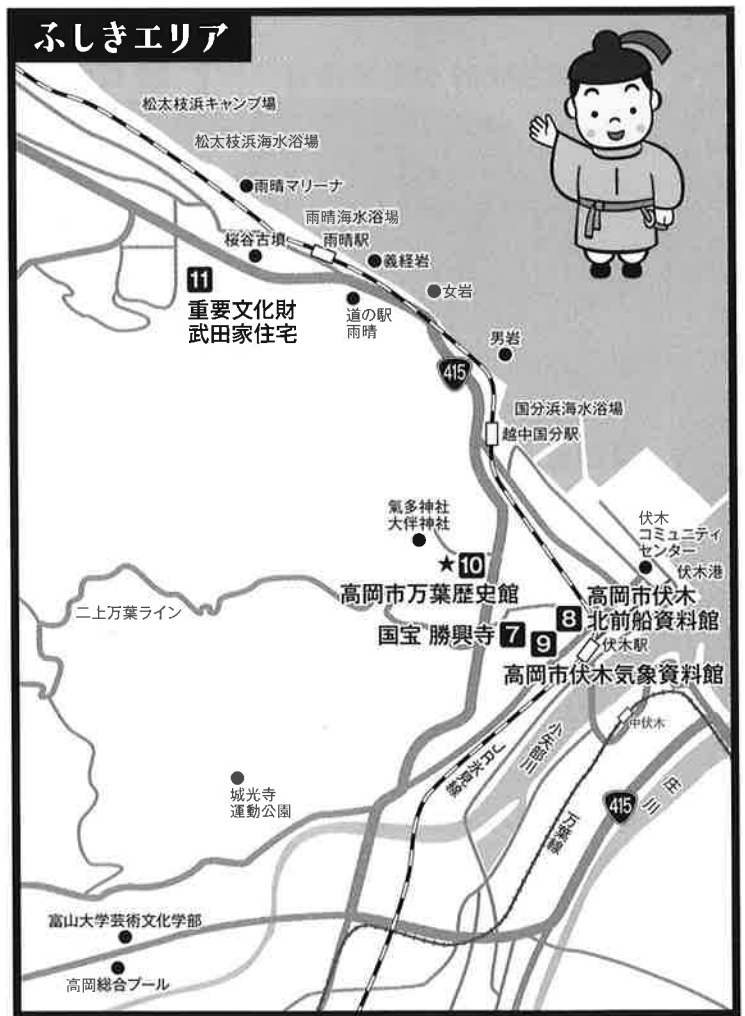 ふしきエリア
松太枝浜キャンプ場
松太枝浜海水浴場
雨晴マリーナ
雨晴海水浴場
桜谷古墳
雨晴駅
義経岩
11
重要文化財
武田家住宅
女岩
道の駅
雨晴
男岩
415
国分浜海水浴場
越中国分駅
氣多神社
大伴神社
★10
高岡市万葉歴史館
伏木
コミュニティ
センター
伏木港
二上万葉ライン
高岡市伏木
8
北前船資料館
国宝 勝興寺 7
9
伏木駅
高岡市伏木気象資料館
中伏木
小矢部川
JR氷見線
城光寺
運動公園
415
庄川
万葉線
富山大学芸術文化学部
高岡総合プール